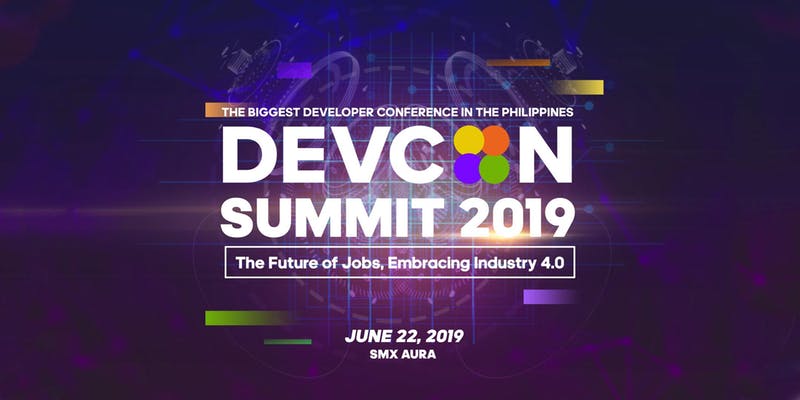 THE BIGGEST DEVELOPER CONFERENCE IN THE PHILIPPINES
DEVCON
SUMMIT 2019
The Future of Jobs, Embracing Industry 4.0
JUNE 22, 2019
SMX AURA